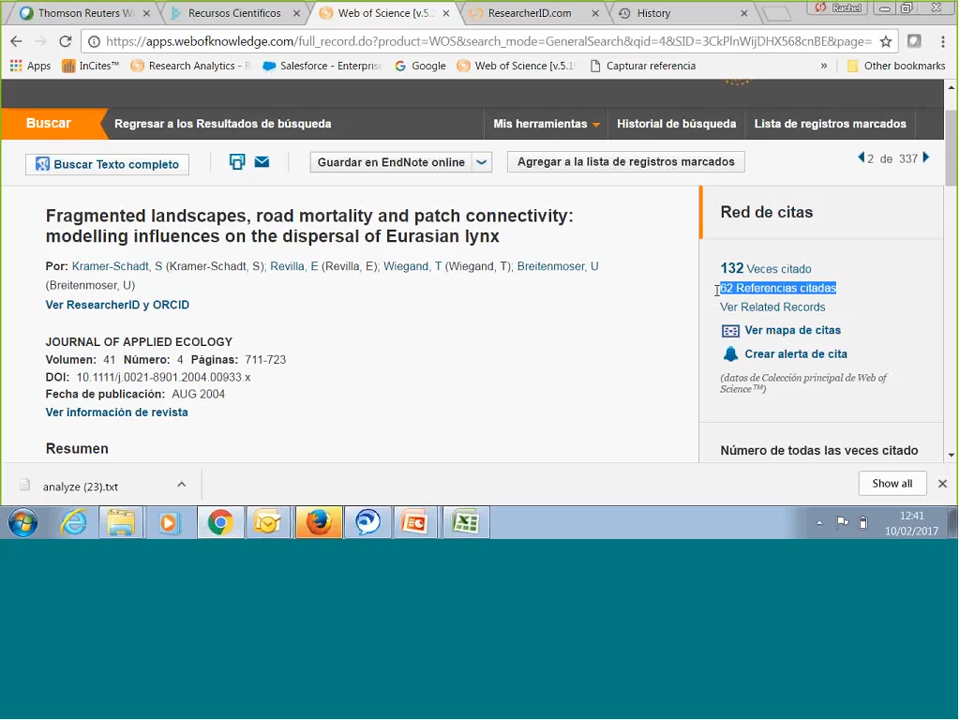 Thomson Reuters W
Recursos Científicos
Web of Science [v.5.
ResearcherID.com
History
Rachel
https://apps.webofknowledge.com/full_record.do?product=WOS&search_mode=GeneralSearch&qid=4&SID=3CkPlnWijDHX568cnBE&page=
Apps InCites™ Research Analytics - Salesforce - Enterpris Google Web of Science [v.5.1 Capturar referencia » Other bookmarks
Buscar Regresar a los Resultados de búsqueda Mis herramientas Historial de búsqueda Lista de registros marcados
Buscar Texto completo Guardar en EndNote online Agregar a la lista de registros marcados 2 de 337
Fragmented landscapes, road mortality and patch connectivity:
modelling influences on the dispersal of Eurasian lynx
Por: Kramer-Schadt, S (Kramer-Schadt, S); Revilla, E (Revilla, E); Wiegand, T (Wiegand, T); Breitenmoser, U
(Breitenmoser, U)
Ver ResearcherID y ORCID
JOURNAL OF APPLIED ECOLOGY
Volumen: 41 Número: 4 Páginas: 711-723
DOI: 10.1111/j.0021-8901.2004.00933.x
Fecha de publicación: AUG 2004
Ver información de revista
Resumen
Red de citas
132 Veces citado
62 Referencias citadas
Ver Related Records
Ver mapa de citas
Crear alerta de cita
(datos de Colección principal de Web of
Science™)
Número de todas las veces citado
analyze (23).txt
Show all
12:41
10/02/2017